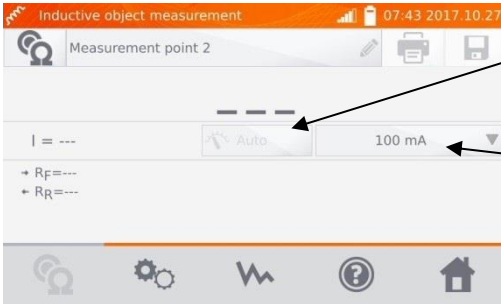 Inductive object measurement 07:43 2017.10.27
Measurement point 2
---
I = --- Auto 100 mA
→ RF=---
← RR=---